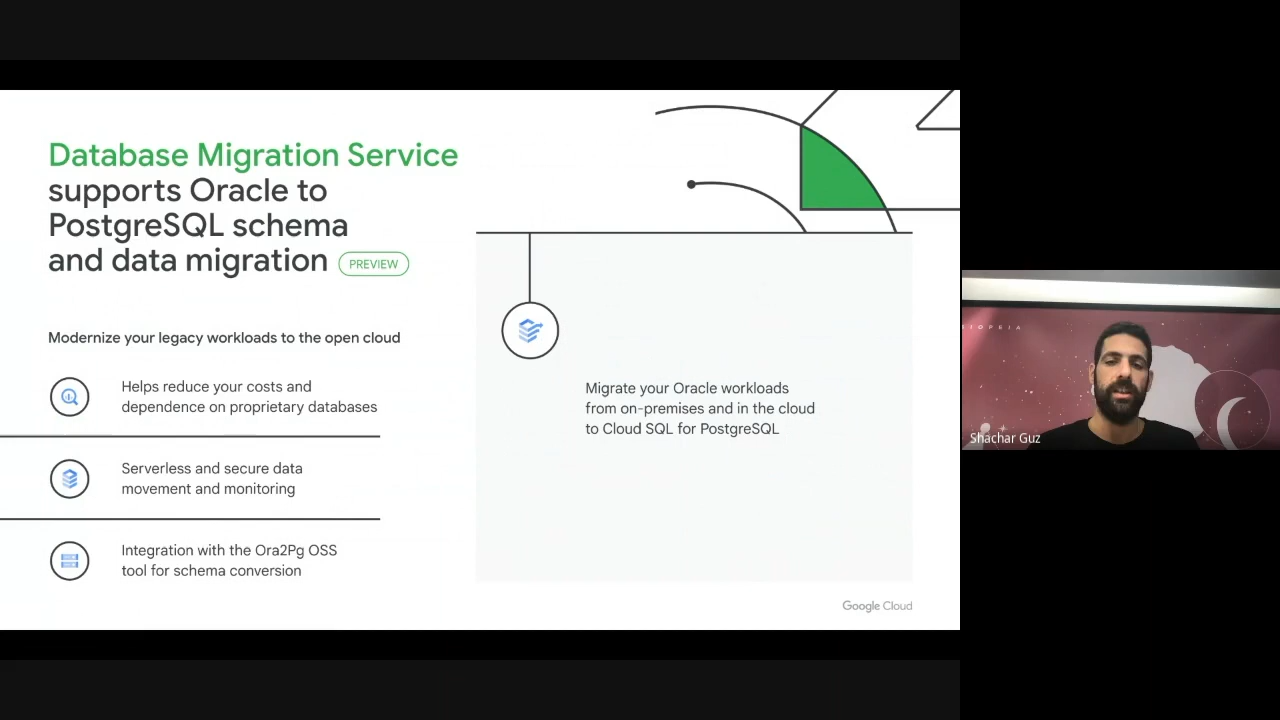 Database Migration Service
supports Oracle to
PostgreSQL schema
and data migration PREVIEW
Modernize your legacy workloads to the open cloud
Helps reduce your costs and
dependence on proprietary databases
Serverless and secure data
movement and monitoring
Integration with the Ora2Pg OSS
tool for schema conversion
Migrate your Oracle workloads
from on-premises and in the cloud
to Cloud SQL for PostgreSQL
Google Cloud
Shachar Guz